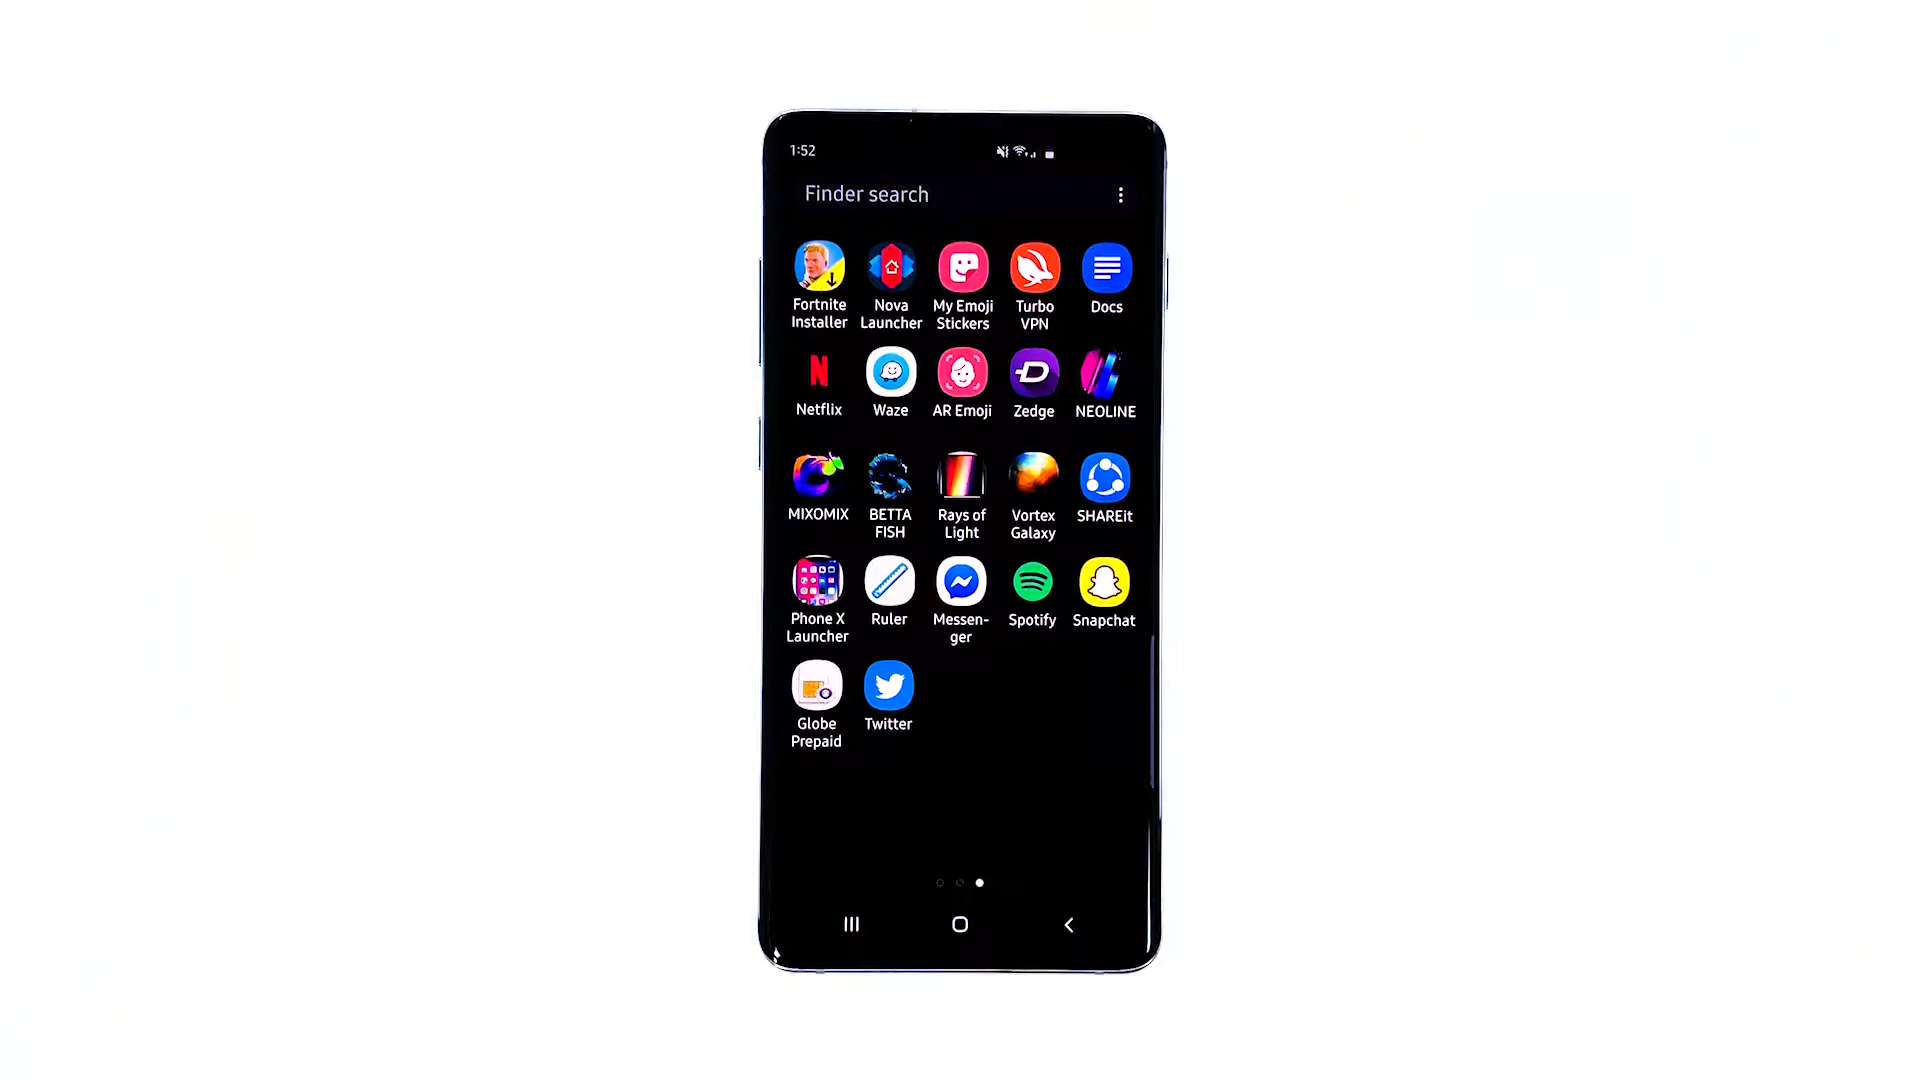 1:52
Finder search
Fortnite Installer
Nova Launcher
My Emoji Stickers
Turbo VPN
Docs
Netflix
Waze
AR Emoji
Zedge
NEOLINE
MIXOMIX
BETTA FISH
Rays of Light
Vortex Galaxy
SHAREit
Phone X Launcher
Ruler
Messen-
ger
Spotify
Snapchat
Globe Prepaid
Twitter